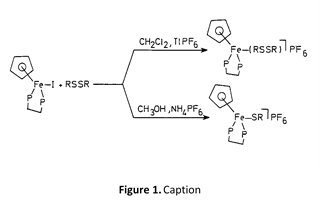 CH2Cl2, TlPF6
Fe-(RSSR)]PF6
P
P
Fe-I + RSSR
P
P
CH3OH, NH4PF6
Fe-SR]PF6
P
P
Figure 1. Caption